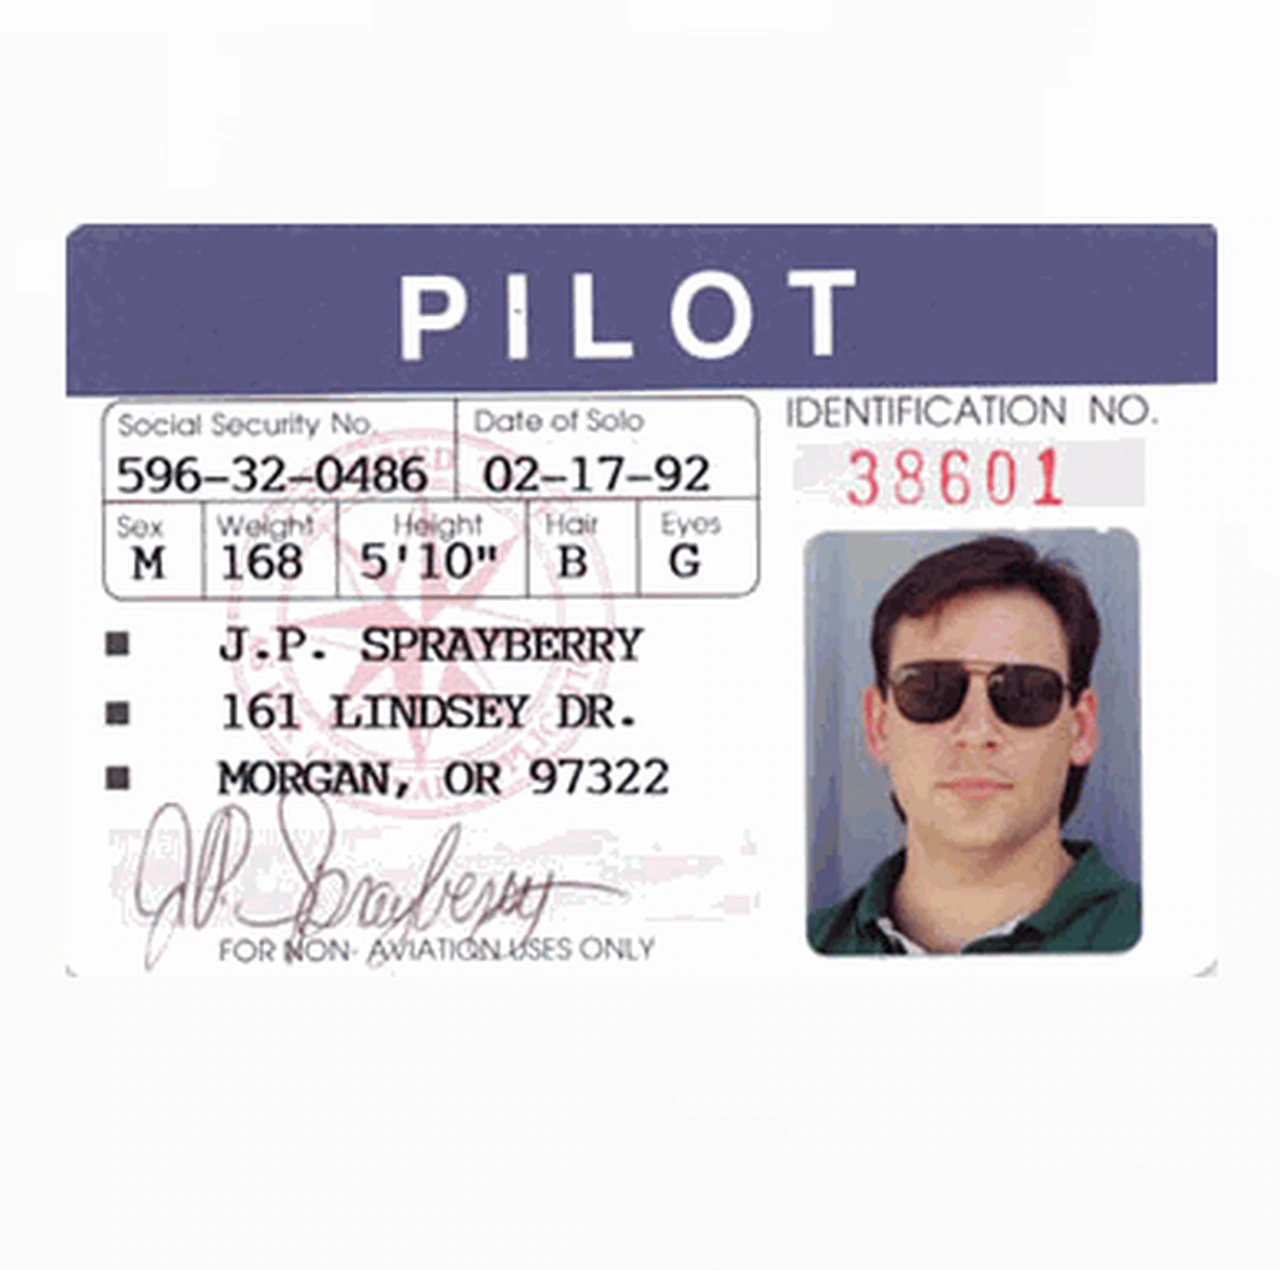 PILOT
Social Security No. Date of Solo
596-32-0486 02-17-92
Sex Weight Height Hair Eyes
M 168 5'10" B G
IDENTIFICATION NO.
38601
J.P. SPRAYBERRY
161 LINDSEY DR.
MORGAN, OR 97322
J.P. Sprayberry
FOR NON- AVIATION USES ONLY